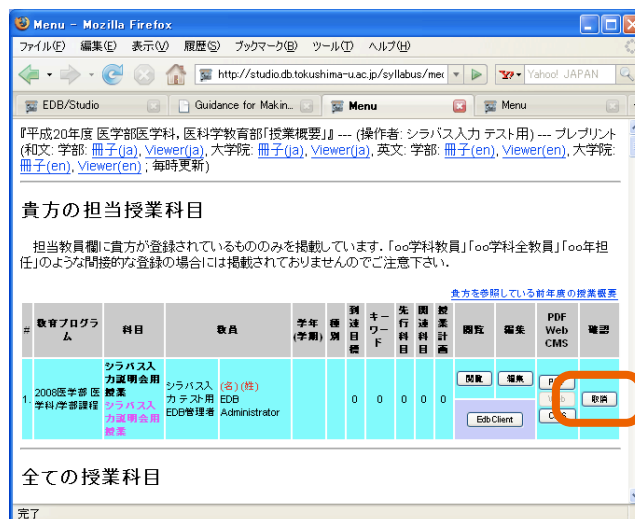 Menu - Mozilla Firefox
ファイル(F) 編集(E) 表示(V) 履歴(S) ブックマーク(B) ツール(T) ヘルプ(H)
http://studio.db.tokushima-u.ac.jp/syllabus/med
Yahoo! JAPAN
EDB/Studio
Guidance for Makin...
Menu
Menu
『平成20年度 医学部医学科，医科学教育部「授業概要」』 --- (操作者: シラバス入力 テスト用) --- プレプリント
(和文: 学部: 冊子(ja), Viewer(ja), 大学院: 冊子(ja), Viewer(ja), 英文: 学部: 冊子(en), Viewer(en), 大学院:
冊子(en), Viewer(en) ; 毎時更新)
貴方の担当授業科目
担当教員欄に貴方が登録されているもののみを掲載しています．「oo学科教員」「oo学科全教員」「oo年担
任」のような間接的な登録の場合には掲載されておりませんのでご注意下さい．
貴方を参照している前年度の授業概要
# 教育プログラム 科目 教員 学年(学期) 種別 到達目標 キーワード 先行科目 関連科目 授業計画 閲覧 編集 PDF Web CMS 確認
1. 2008医学部 医学科/学部課程
シラバス入力説明会用授業
シラバス入力説明会用授業
シラバス入力 テスト用 (名) (姓)
EDB管理者 EDB Administrator
0 0 0 0 0
閲覧 編集
EdbClient
Web
CMS
取消
全ての授業科目
完了